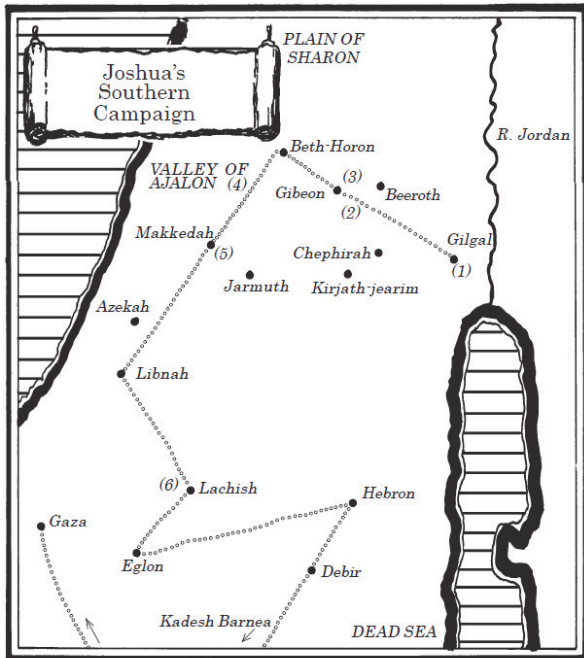 Joshua's
Southern
Campaign
PLAIN OF
SHARON
R. Jordan
Beth-Horon
VALLEY OF
AJALON (4)
(3)
Gibeon
Beeroth
(2)
Makkedah
(5)
Gilgal
(1)
Chephirah
Jarmuth
Kirjath-jearim
Azekah
Libnah
(6)
Lachish
Hebron
Gaza
Eglon
Debir
Kadesh Barnea
DEAD SEA